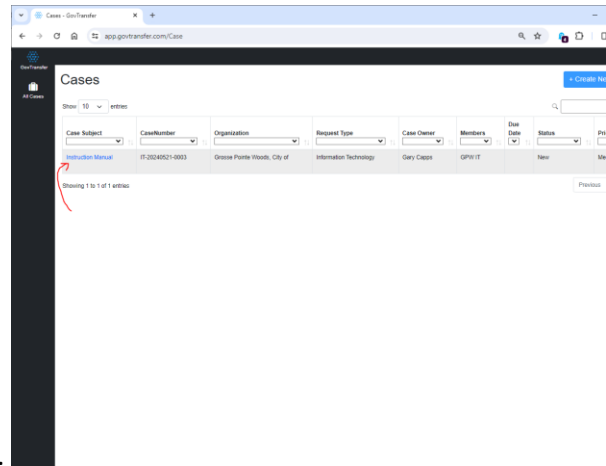 Cases - GovTransfer
app.govtransfer.com/Case
GovTransfer
All Cases
Cases
+ Create Ne
Show 10 entries
Case Subject CaseNumber Organization Request Type Case Owner Members Due Date Status Pri
Instruction Manual IT-20240521-0003 Grosse Pointe Woods, City of Information Technology Gary Capps GPW IT New Me
Showing 1 to 1 of 1 entries
Previous